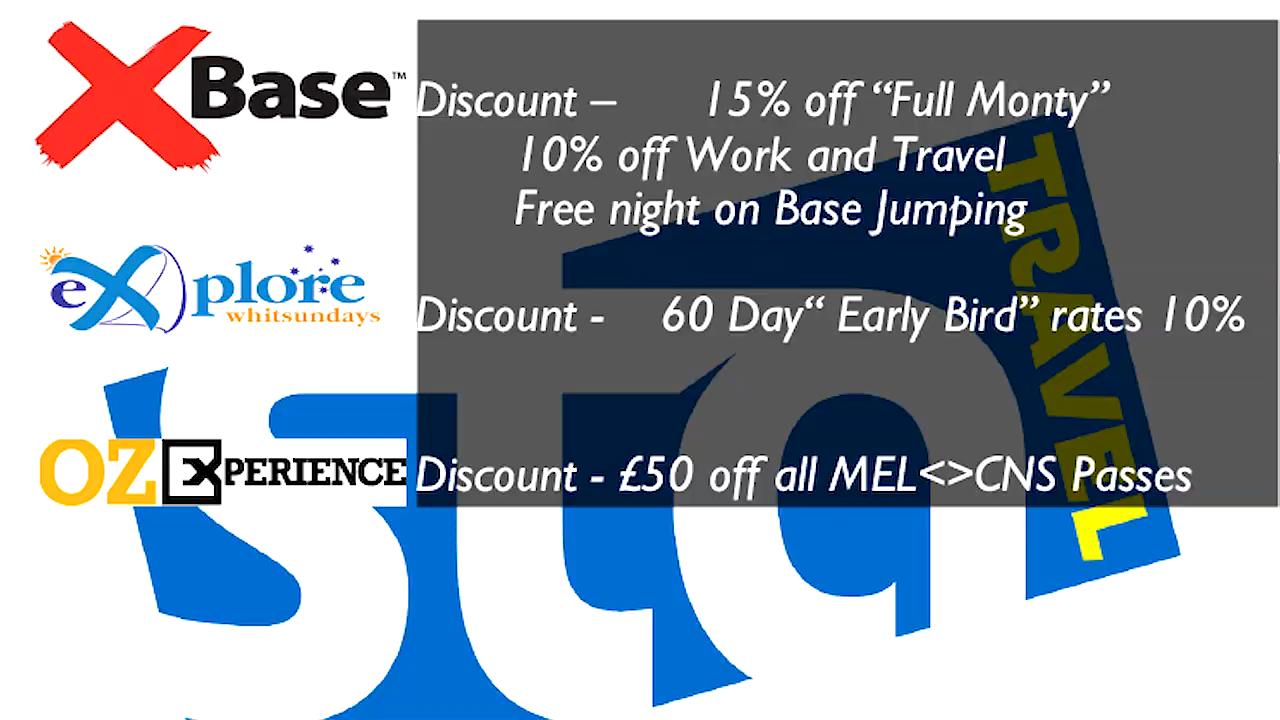 XBase™
Discount – 15% off “Full Monty”
10% off Work and Travel
Free night on Base Jumping
eXplore
whitsundays
Discount - 60 Day“ Early Bird” rates 10%
OZ EXPERIENCE
Discount - £50 off all MEL<>CNS Passes
sta
TRAVEL